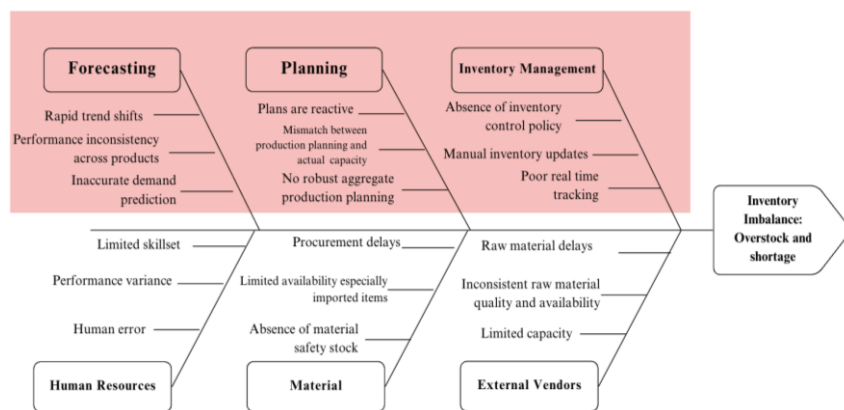 Forecasting
Rapid trend shifts
Performance inconsistency
across products
Inaccurate demand
prediction
Planning
Plans are reactive
Mismatch between
production planning and
actual capacity
No robust aggregate
production planning
Inventory Management
Absence of inventory
control policy
Manual inventory updates
Poor real time
tracking
Inventory
Imbalance:
Overstock and
shortage
Limited skillset
Performance variance
Human error
Human Resources
Procurement delays
Limited availability especially
imported items
Absence of material
safety stock
Material
Raw material delays
Inconsistent raw material
quality and availability
Limited capacity
External Vendors